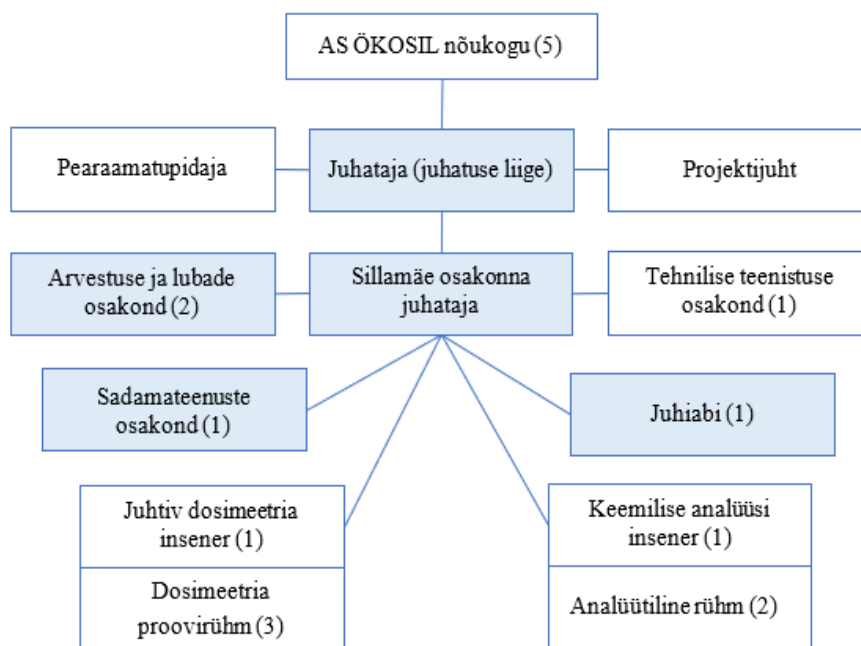 AS ÖKOSIL nõukogu (5)
Pearaamatupidaja
Juhataja (juhatuse liige)
Projektijuht
Arvestuse ja lubade
osakond (2)
Sillamäe osakonna
juhataja
Tehnilise teenistuse
osakond (1)
Sadamateenuste
osakond (1)
Juhiabi (1)
Juhtiv dosimeetria
insener (1)
Keemilise analüüsi
insener (1)
Dosimeetria
proovirühm (3)
Analüütiline rühm (2)